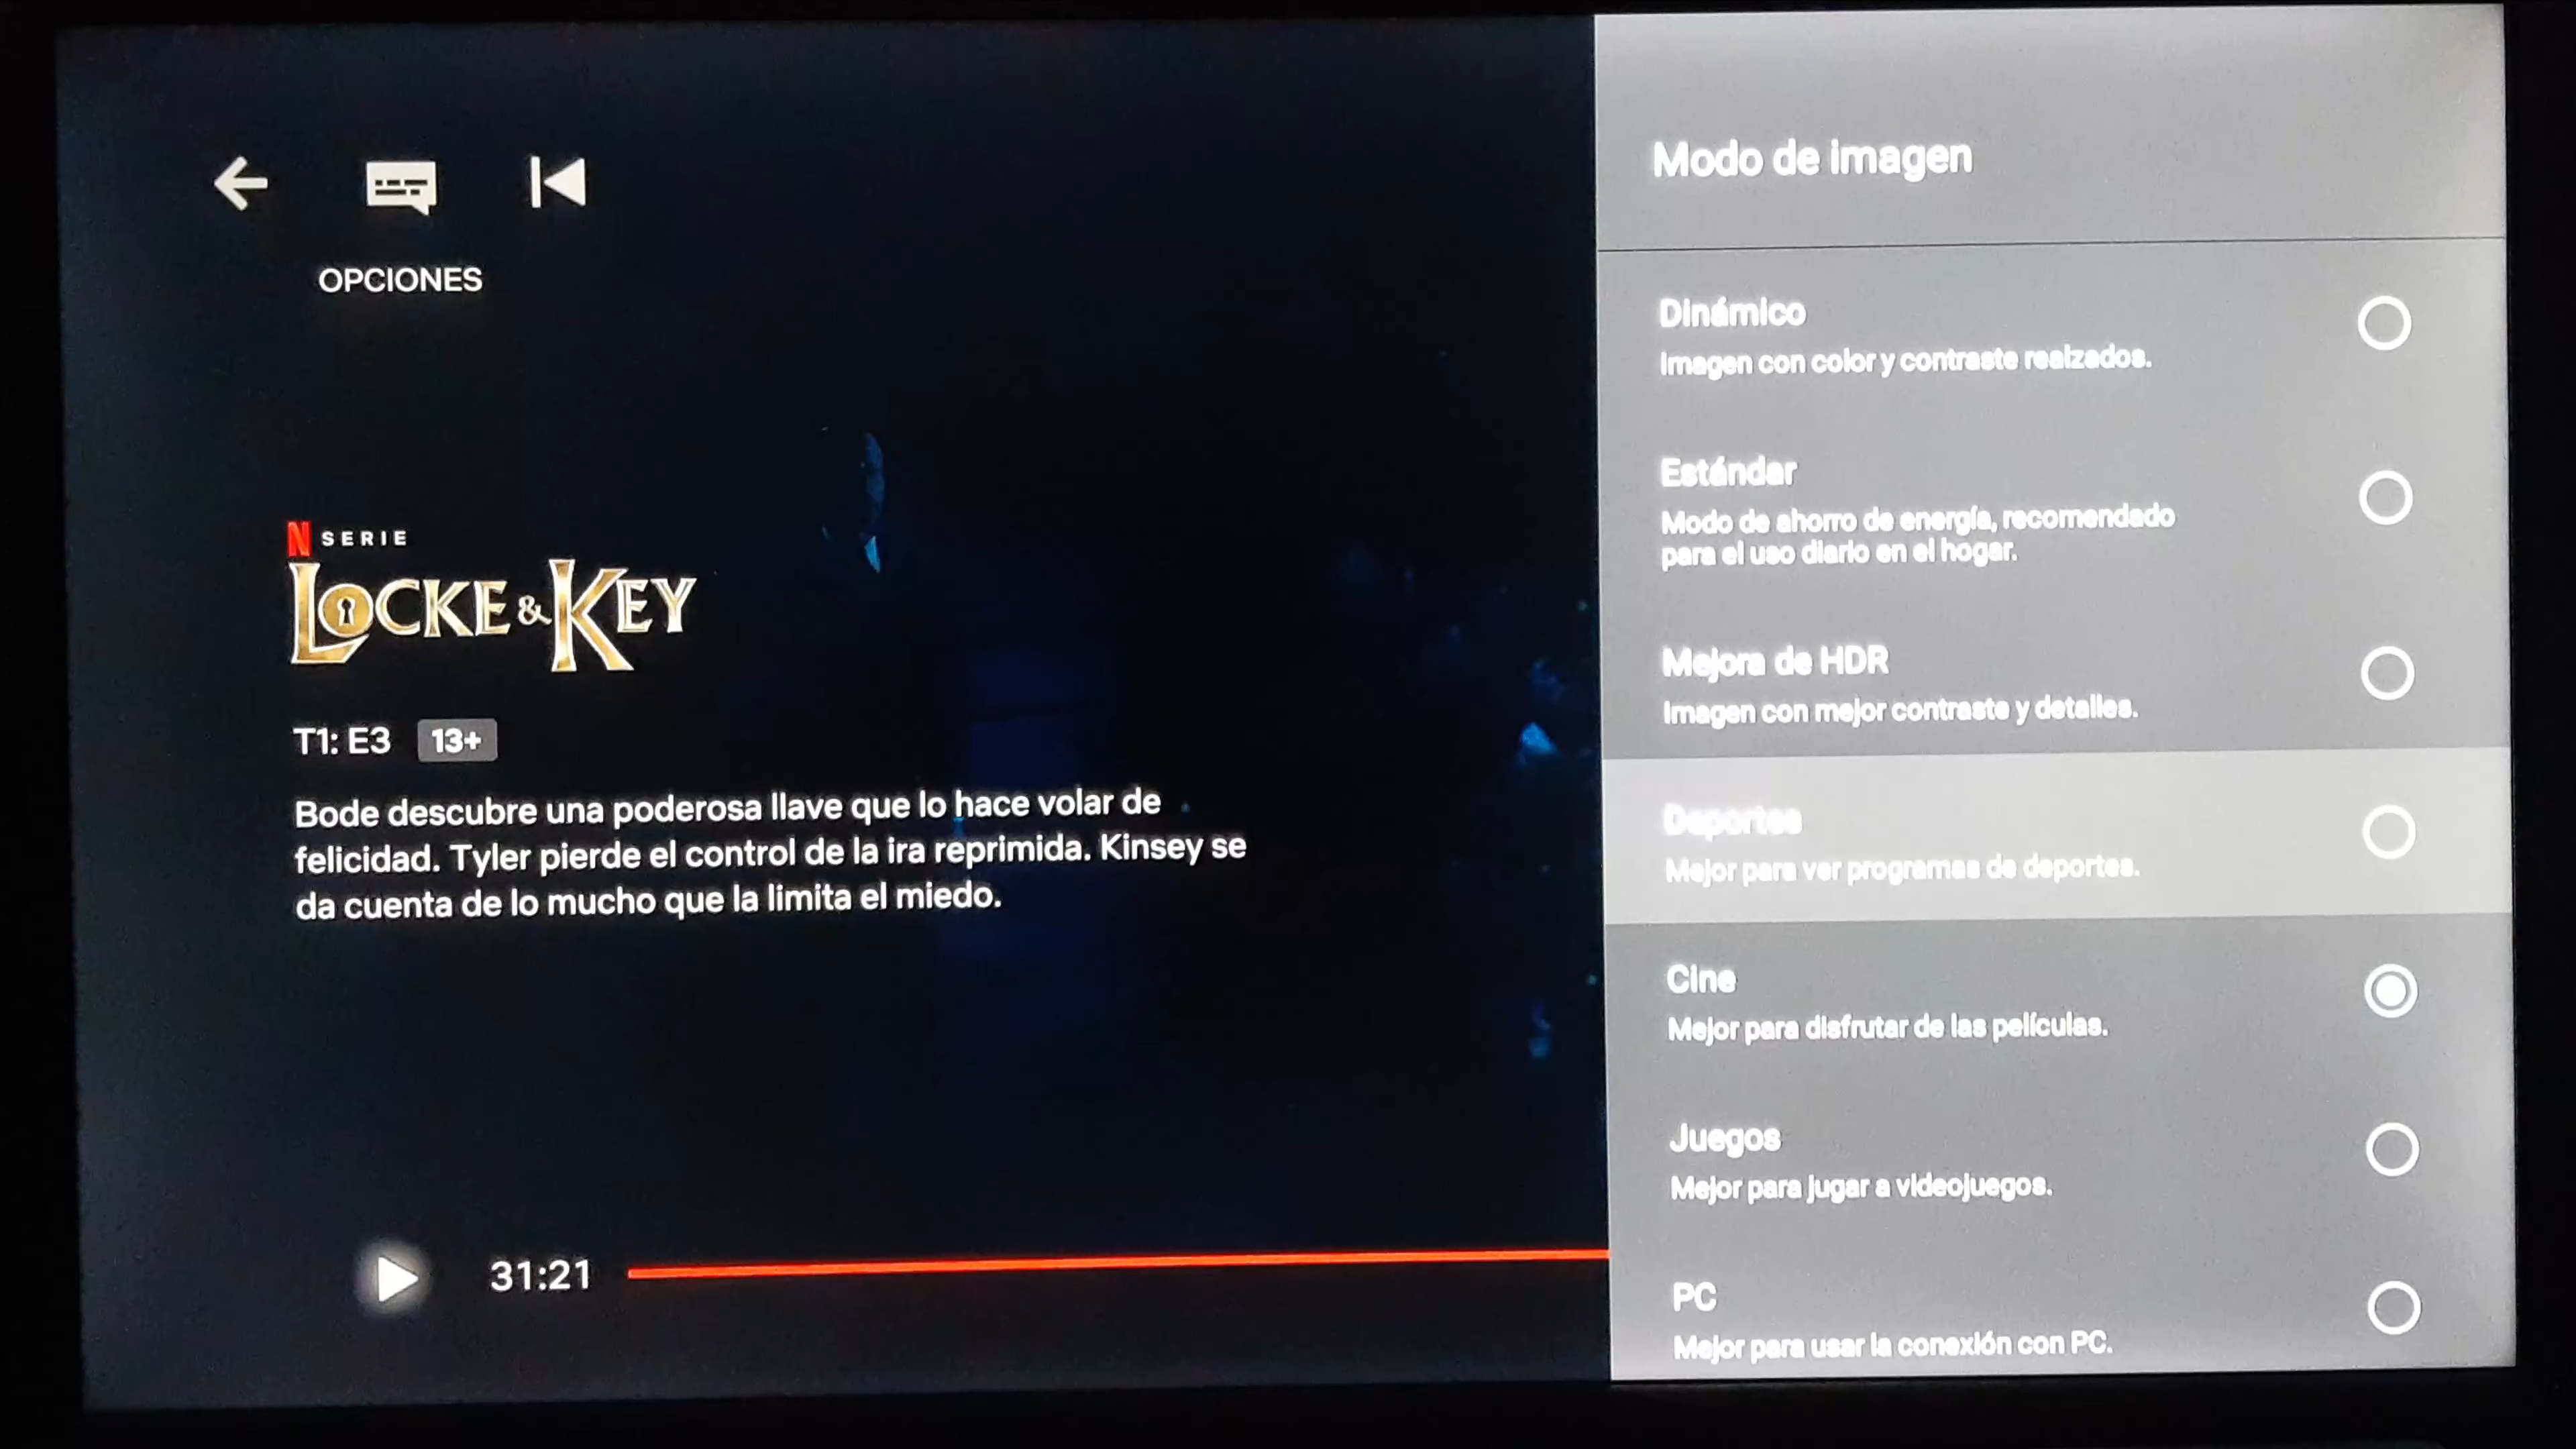 OPCIONES
N SERIE
LOCKE & KEY
T1: E3 13+
Bode descubre una poderosa llave que lo hace volar de
felicidad. Tyler pierde el control de la ira reprimida. Kinsey se
da cuenta de lo mucho que la limita el miedo.
31:21
Modo de imagen
Dinámico
Imagen con color y contraste realzados.
Estándar
Modo de ahorro de energía, recomendado
para el uso diario en el hogar.
Mejora de HDR
Imagen con mejor contraste y detalles.
Deportes
Mejor para ver programas de deportes.
Cine
Mejor para disfrutar de las películas.
Juegos
Mejor para jugar a videojuegos.
PC
Mejor para usar la conexión con PC.